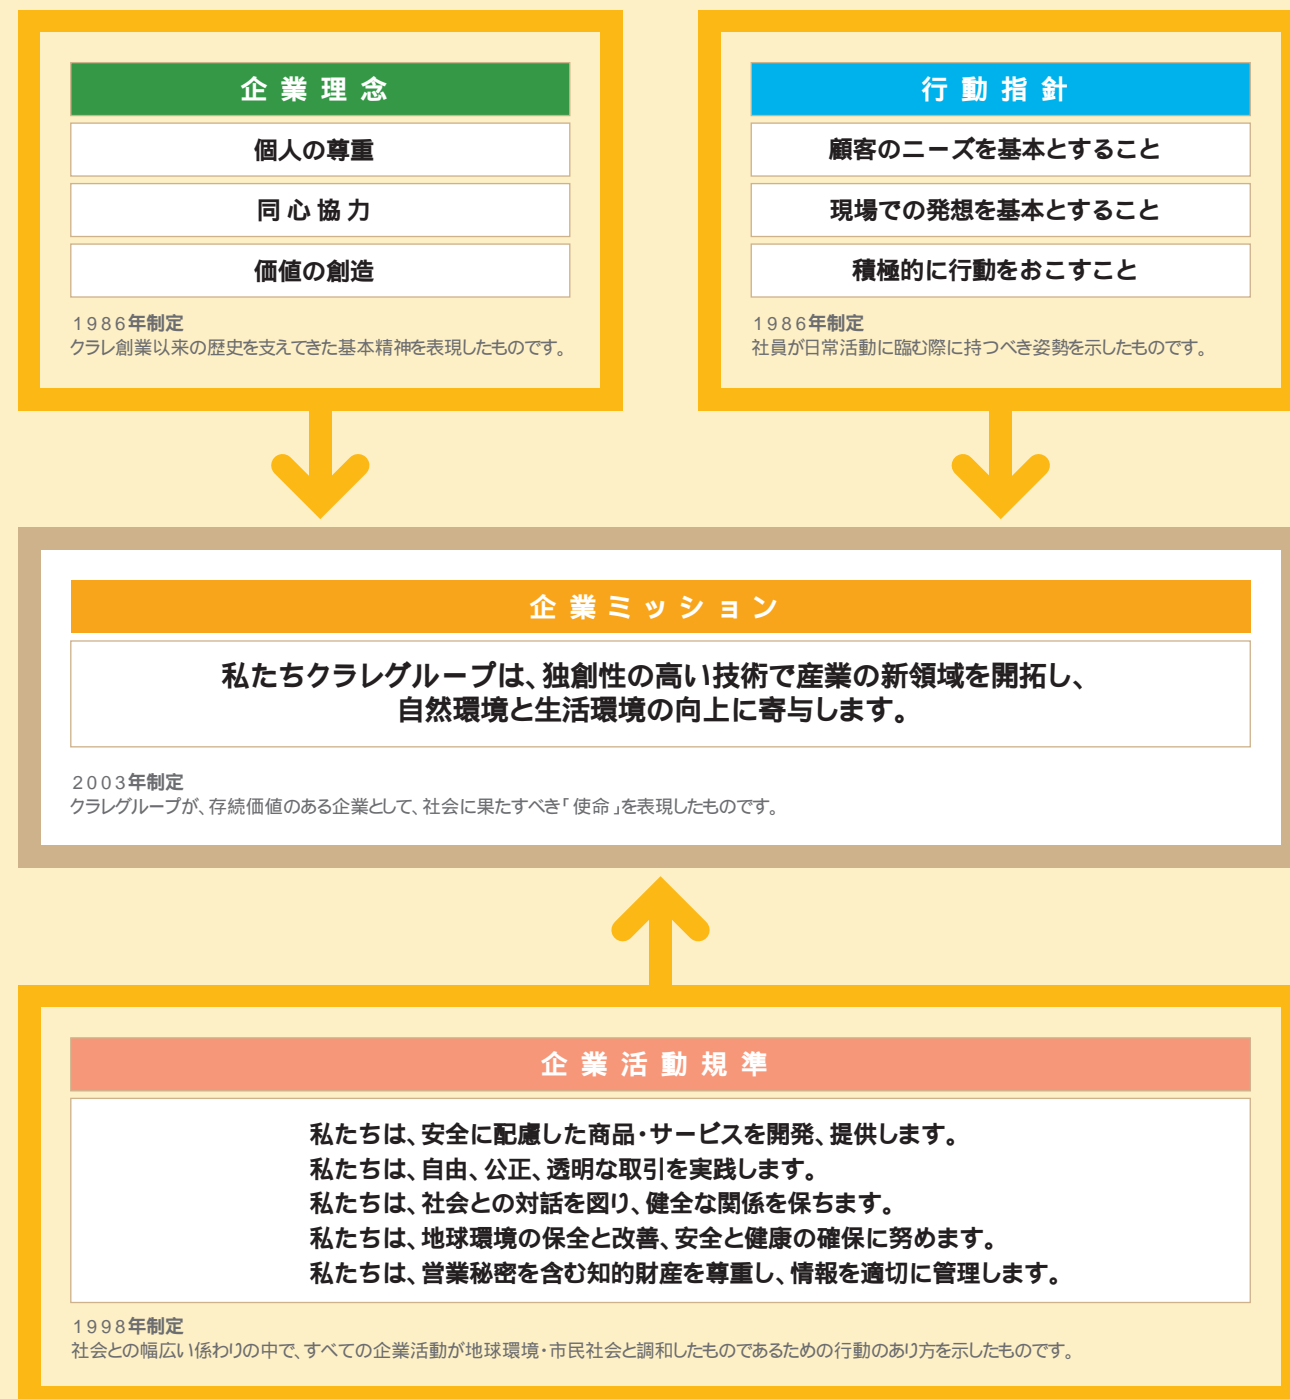 企業理念
個人の尊重
同心協力
価値の創造
1986年制定
クラレ創業以来の歴史を支えてきた基本精神を表現したものです。
行動指針
顧客のニーズを基本とすること
現場での発想を基本とすること
積極的に行動をおこすこと
1986年制定
社員が日常活動に臨む際に持つべき姿勢を示したものです。
企業ミッション
私たちクラレグループは、独創性の高い技術で産業の新領域を開拓し、
自然環境と生活環境の向上に寄与します。
2003年制定
クラレグループが、存続価値のある企業として、社会に果たすべき「使命」を表現したものです。
企業活動規準
私たちは、安全に配慮した商品・サービスを開発、提供します。
私たちは、自由、公正、透明な取引を実践します。
私たちは、社会との対話を図り、健全な関係を保ちます。
私たちは、地球環境の保全と改善、安全と健康の確保に努めます。
私たちは、営業秘密を含む知的財産を尊重し、情報を適切に管理します。
1998年制定
社会との幅広い係わりの中で、すべての企業活動が地球環境・市民社会と調和したものであるための行動のあり方を示したものです。